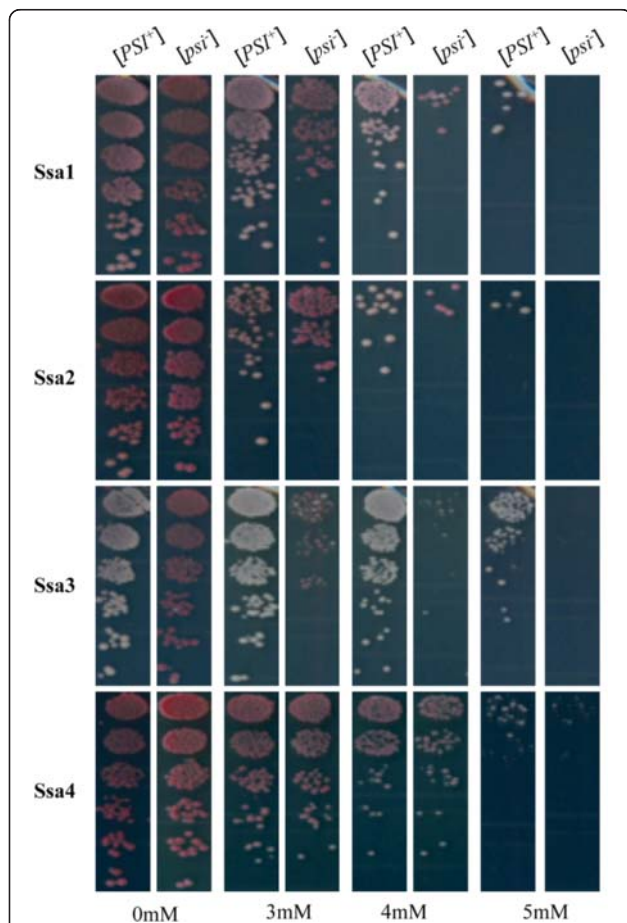 [PSI⁺] [psi⁻] [PSI⁺] [psi⁻] [PSI⁺] [psi⁻] [PSI⁺] [psi⁻]
Ssa1
Ssa2
Ssa3
Ssa4
0mM 3mM 4mM 5mM